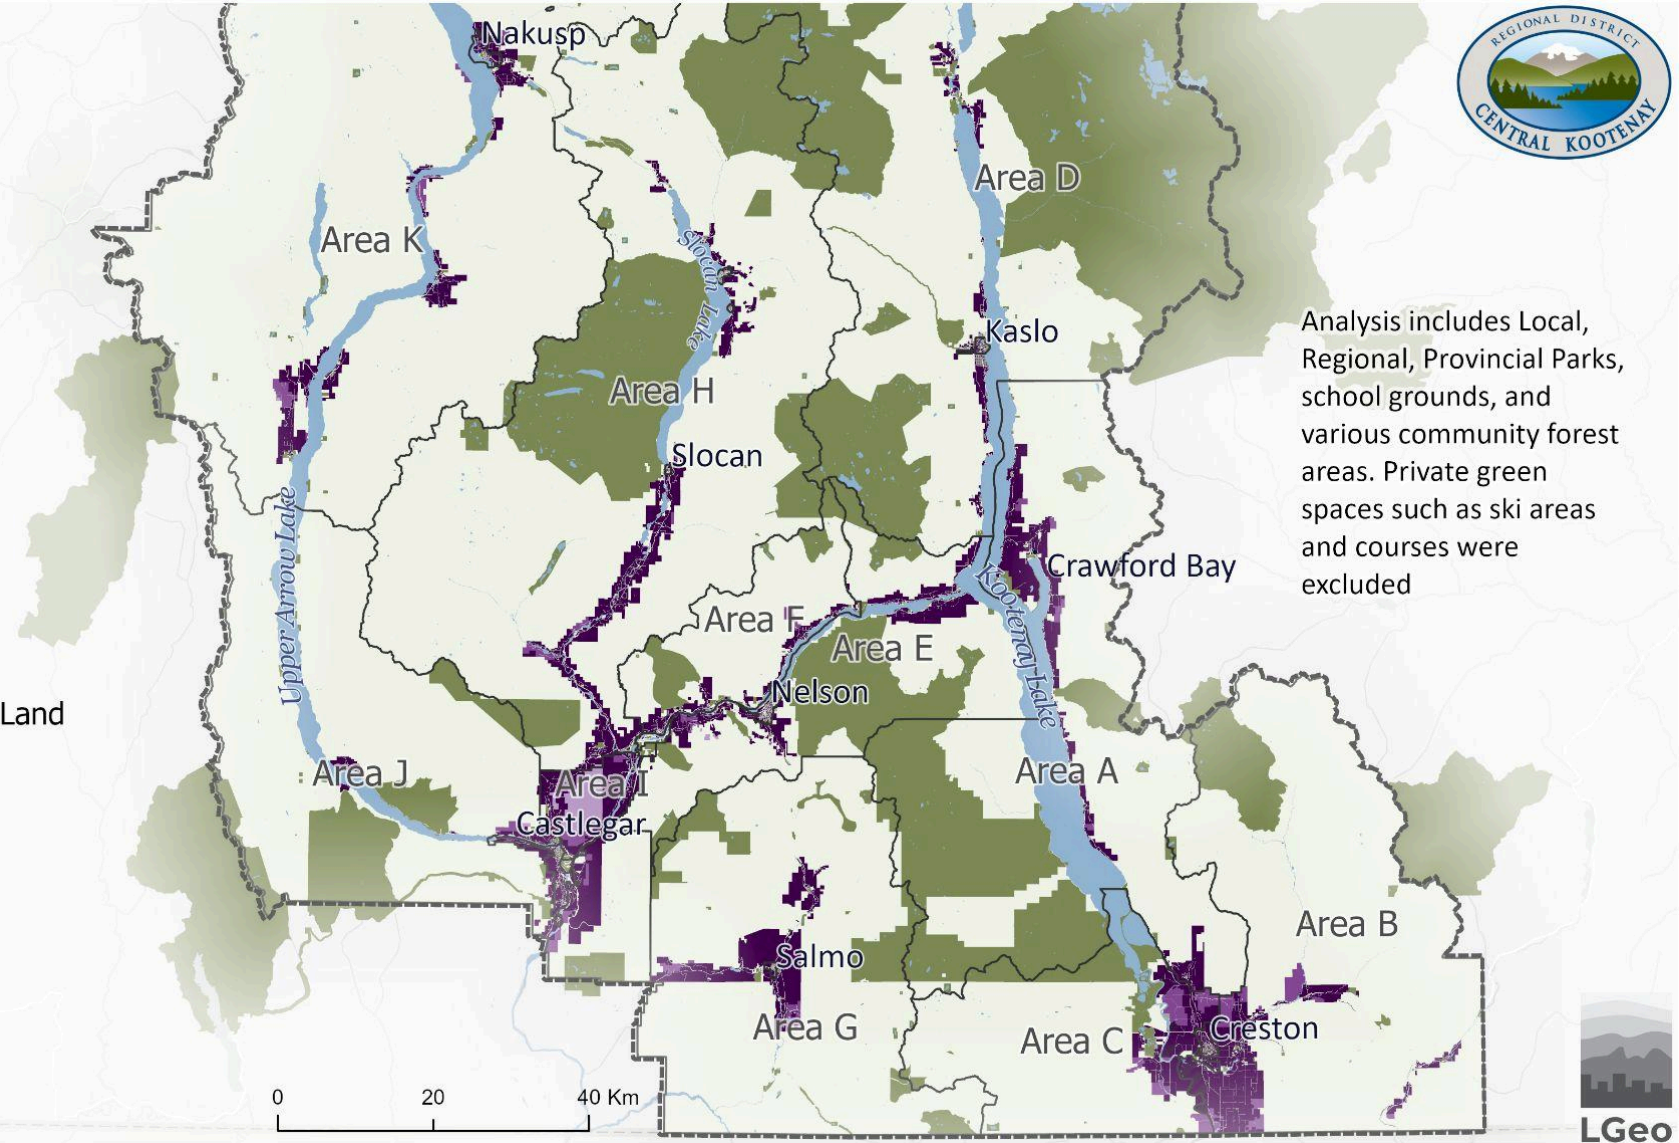 Nakusp
REGIONAL DISTRICT
CENTRAL KOOTENAY
Area D
Area K
Slocan Lake
Kaslo
Analysis includes Local,
Regional, Provincial Parks,
school grounds, and
various community forest
areas. Private green
spaces such as ski areas
and courses were
excluded
Area H
Slocan
Upper Arrow Lake
Crawford Bay
Kootenay Lake
Area F
Area E
Nelson
Land
Area J
Area I
Area A
Castlegar
Area B
Salmo
Area G
Area C
Creston
0 20 40 Km
LGeo